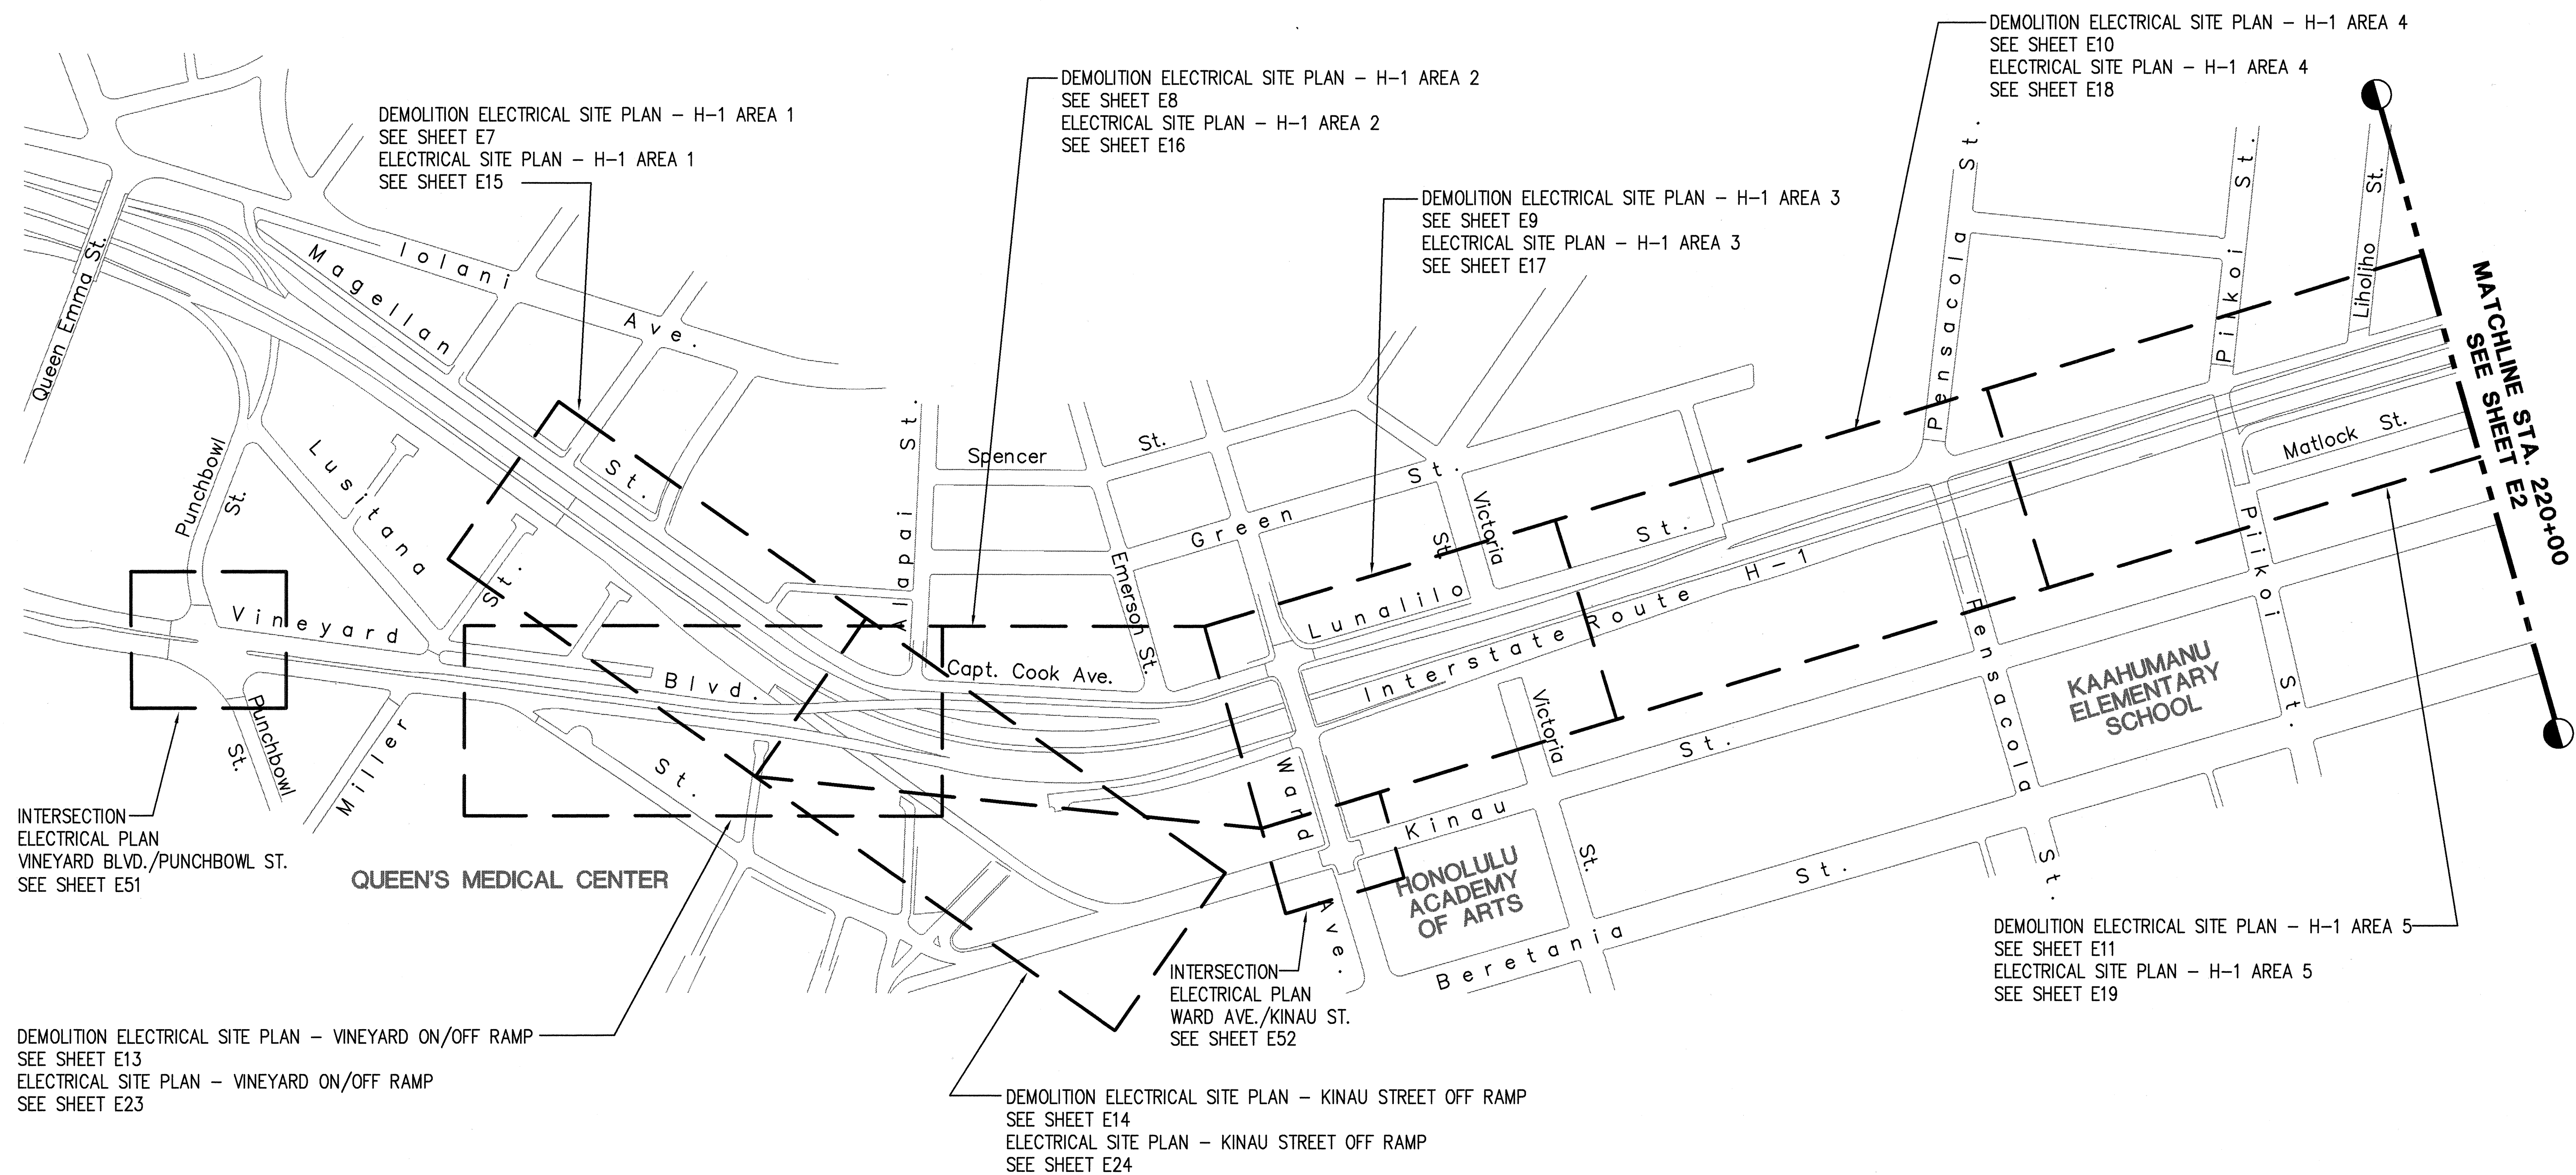 DEMOLITION ELECTRICAL SITE PLAN – H–1 AREA 4
SEE SHEET E10
ELECTRICAL SITE PLAN – H–1 AREA 4
SEE SHEET E18
DEMOLITION ELECTRICAL SITE PLAN – H–1 AREA 2
SEE SHEET E8
ELECTRICAL SITE PLAN – H–1 AREA 2
SEE SHEET E16
DEMOLITION ELECTRICAL SITE PLAN – H–1 AREA 1
SEE SHEET E7
ELECTRICAL SITE PLAN – H–1 AREA 1
SEE SHEET E15
DEMOLITION ELECTRICAL SITE PLAN – H–1 AREA 3
SEE SHEET E9
ELECTRICAL SITE PLAN – H–1 AREA 3
SEE SHEET E17
MATCHLINE STA. 220+00
SEE SHEET E2
Queen Emma St.
Magellan St.
Iolani Ave.
Pensacola St.
Piikoi St.
Liholiho St.
Punchbowl St.
Lusitana St.
Alapai St.
Spencer St.
Green St.
Emerson St.
Victoria St.
Lunalilo St.
Matlock St.
Interstate Route H–1
Vineyard Blvd.
Capt. Cook Ave.
Punchbowl St.
Miller St.
Ward Ave.
Kinau St.
Victoria St.
Pensacola St.
Piikoi St.
Beretania St.
KAAHUMANU
ELEMENTARY
SCHOOL
HONOLULU
ACADEMY
OF ARTS
QUEEN'S MEDICAL CENTER
INTERSECTION
ELECTRICAL PLAN
VINEYARD BLVD./PUNCHBOWL ST.
SEE SHEET E51
INTERSECTION
ELECTRICAL PLAN
WARD AVE./KINAU ST.
SEE SHEET E52
DEMOLITION ELECTRICAL SITE PLAN – H–1 AREA 5
SEE SHEET E11
ELECTRICAL SITE PLAN – H–1 AREA 5
SEE SHEET E19
DEMOLITION ELECTRICAL SITE PLAN – VINEYARD ON/OFF RAMP
SEE SHEET E13
ELECTRICAL SITE PLAN – VINEYARD ON/OFF RAMP
SEE SHEET E23
DEMOLITION ELECTRICAL SITE PLAN – KINAU STREET OFF RAMP
SEE SHEET E14
ELECTRICAL SITE PLAN – KINAU STREET OFF RAMP
SEE SHEET E24